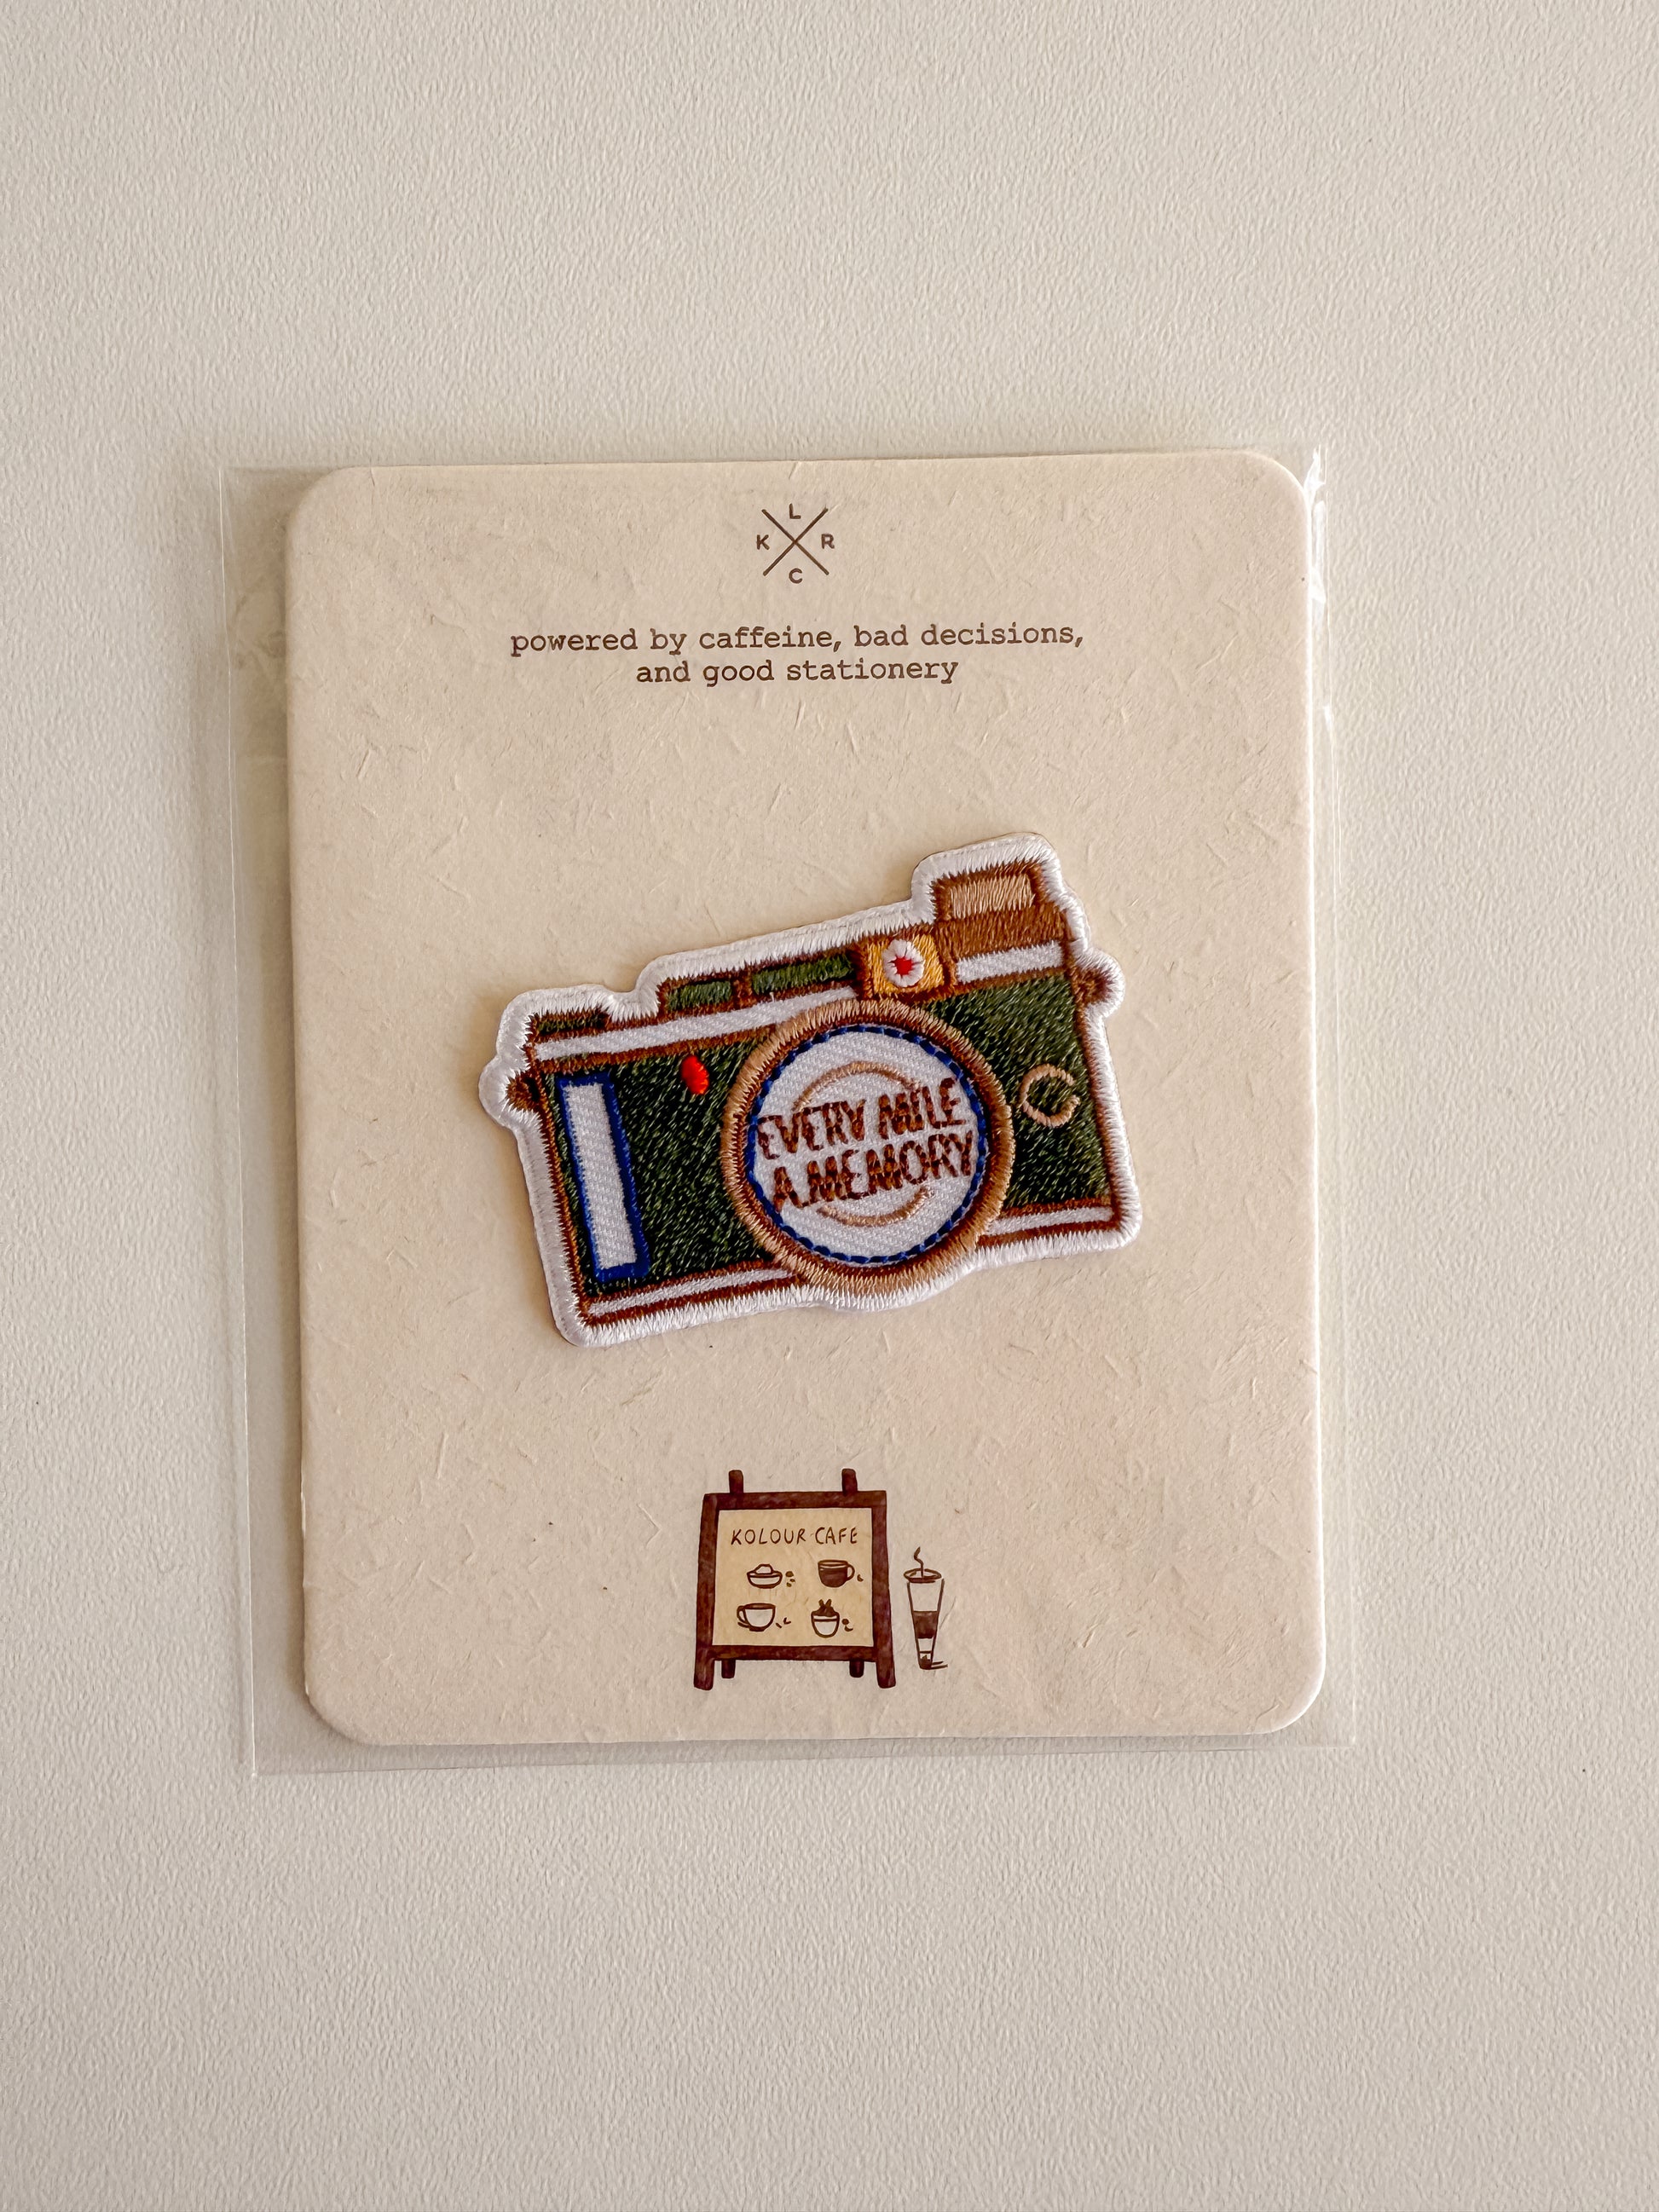 L
K R
C
powered by caffeine, bad decisions,
and good stationery
EVERY MILE
A MEMORY
KOLOUR CAFE